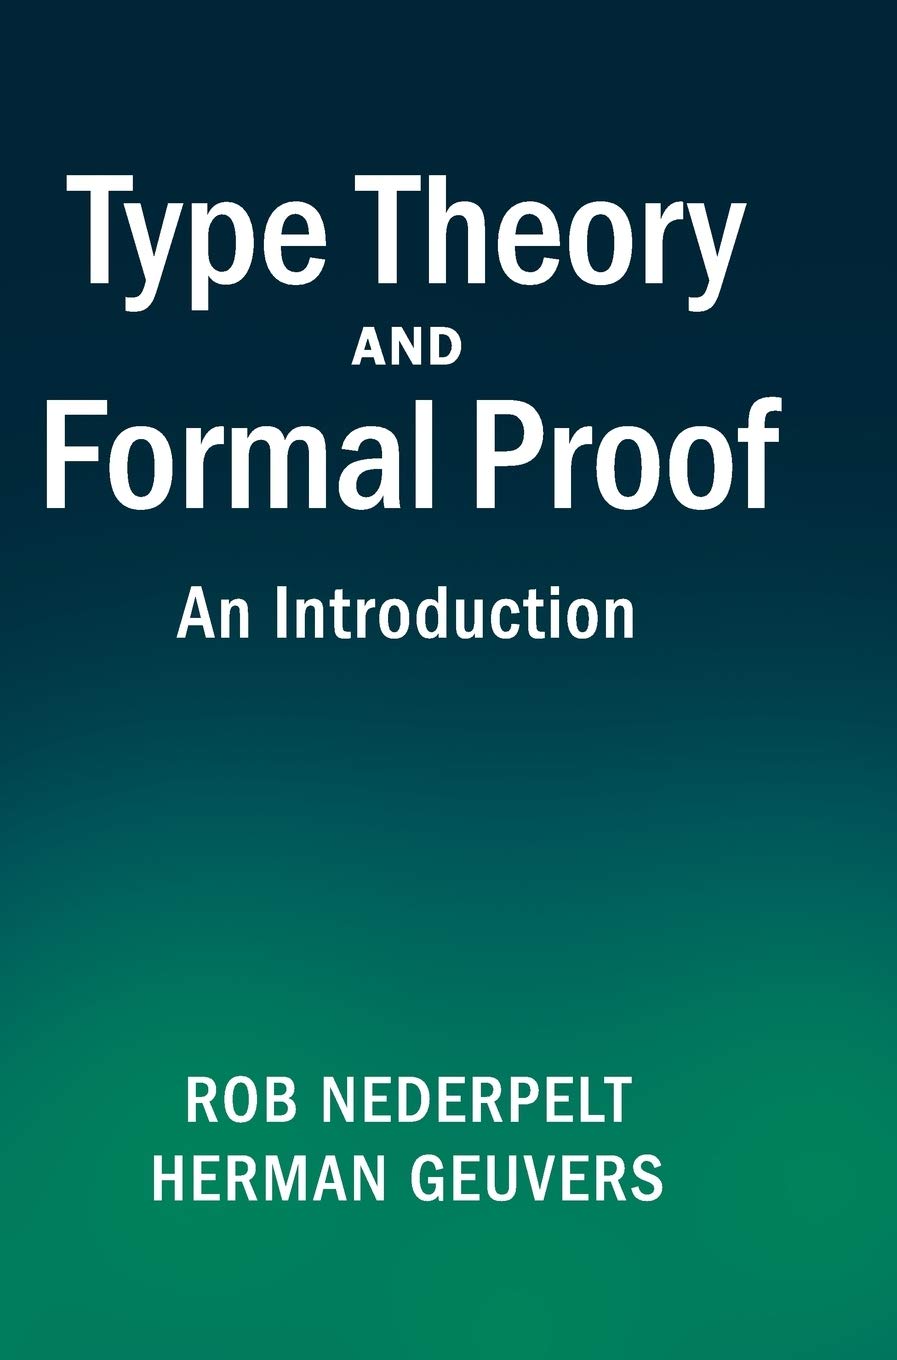 Type Theory
AND
Formal Proof
An Introduction
ROB NEDERPELT
HERMAN GEUVERS